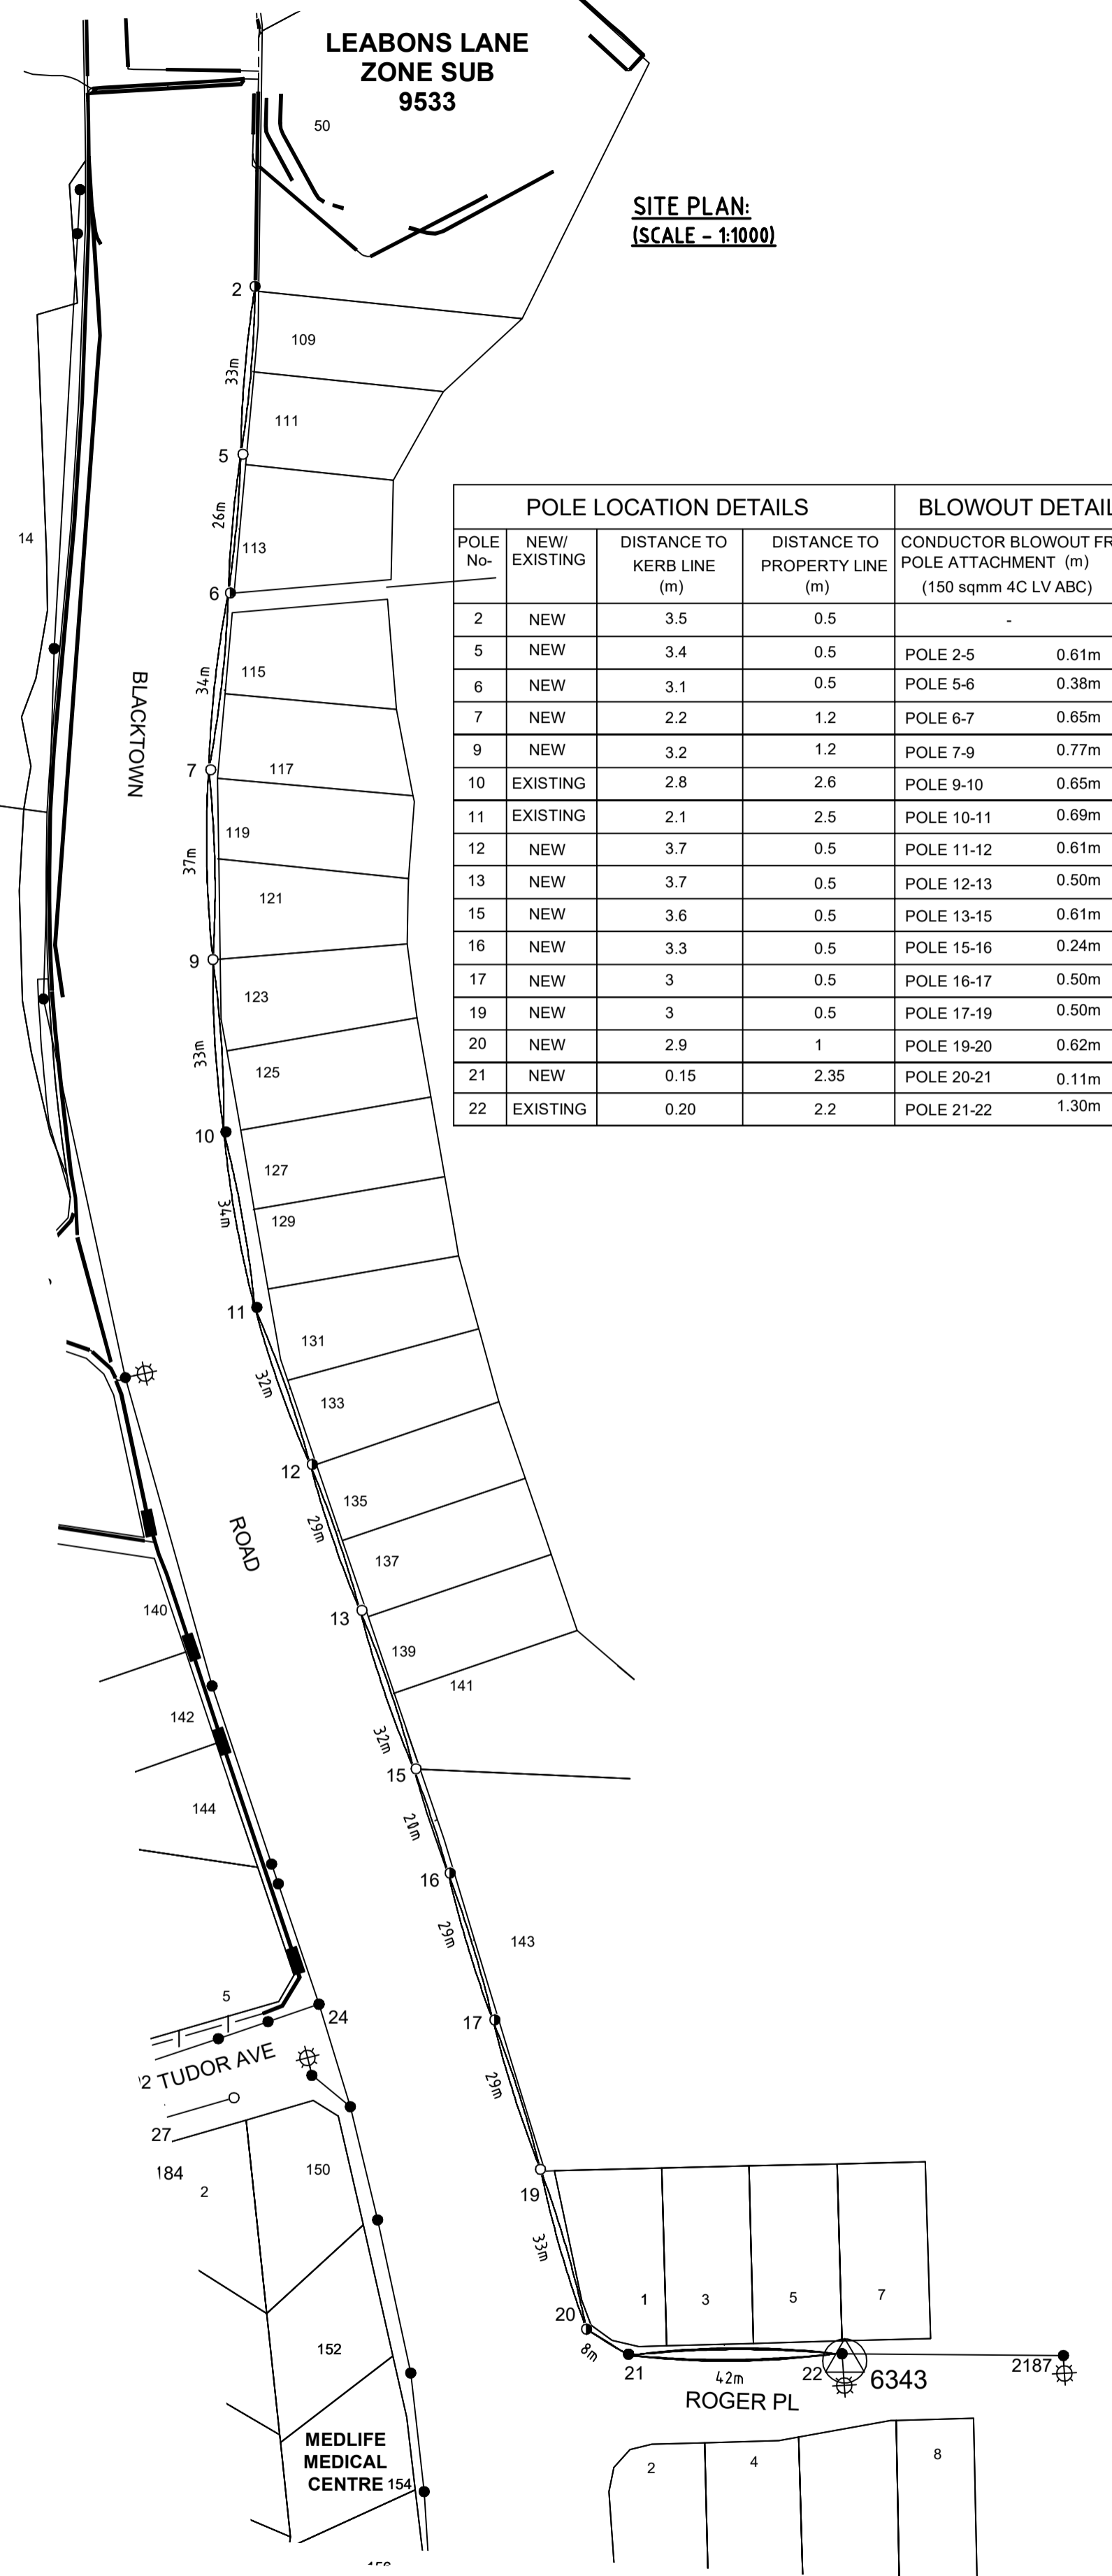 LEABONS LANE
ZONE SUB
9533
50
SITE PLAN:
(SCALE - 1:1000)
2
109
33m
111
5
26m
113
14
6
115
34m
BLACKTOWN
7
117
119
37m
121
9
123
33m
125
10
127
34m
129
11
131
32m
133
12
135
29m
ROAD
137
13
140
139
141
142
32m
15
144
20m
16
29m
143
5
17
24
TUDOR AVE
29m
27
150
184
2
19
33m
1 3 5 7
20
8m
152
21
42m
22
6343
2187
ROGER PL
MEDLIFE
MEDICAL
CENTRE 154
2 4 8
POLE LOCATION DETAILS BLOWOUT DETAIL
POLE No- NEW/ EXISTING DISTANCE TO KERB LINE (m) DISTANCE TO PROPERTY LINE (m) CONDUCTOR BLOWOUT FR POLE ATTACHMENT (m) (150 sqmm 4C LV ABC)
2 NEW 3.5 0.5 -
5 NEW 3.4 0.5 POLE 2-5 0.61m
6 NEW 3.1 0.5 POLE 5-6 0.38m
7 NEW 2.2 1.2 POLE 6-7 0.65m
9 NEW 3.2 1.2 POLE 7-9 0.77m
10 EXISTING 2.8 2.6 POLE 9-10 0.65m
11 EXISTING 2.1 2.5 POLE 10-11 0.69m
12 NEW 3.7 0.5 POLE 11-12 0.61m
13 NEW 3.7 0.5 POLE 12-13 0.50m
15 NEW 3.6 0.5 POLE 13-15 0.61m
16 NEW 3.3 0.5 POLE 15-16 0.24m
17 NEW 3 0.5 POLE 16-17 0.50m
19 NEW 3 0.5 POLE 17-19 0.50m
20 NEW 2.9 1 POLE 19-20 0.62m
21 NEW 0.15 2.35 POLE 20-21 0.11m
22 EXISTING 0.20 2.2 POLE 21-22 1.30m